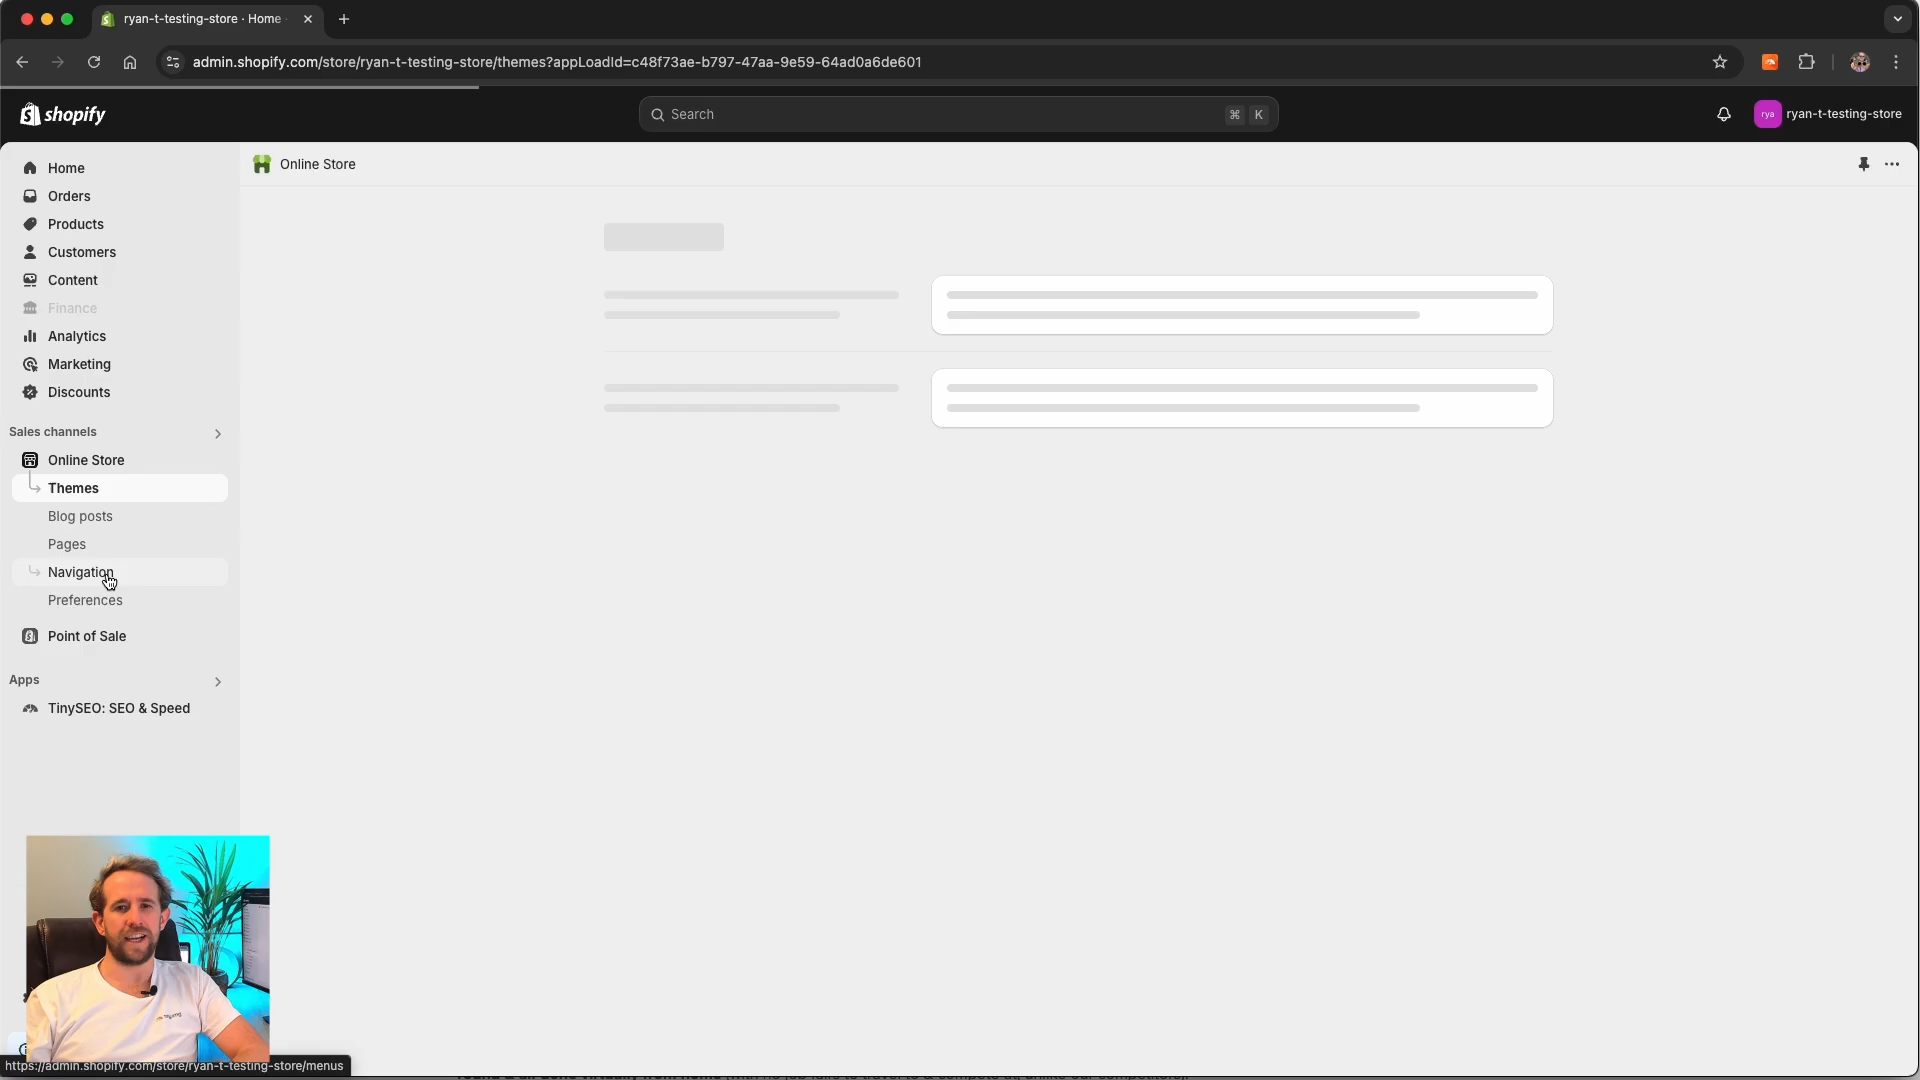 ryan-t-testing-store · Home
admin.shopify.com/store/ryan-t-testing-store/themes?appLoadId=c48f73ae-b797-47aa-9e59-64ad0a6de601
shopify
Search
⌘ K
rya
ryan-t-testing-store
Home
Orders
Products
Customers
Content
Finance
Analytics
Marketing
Discounts
Sales channels
Online Store
Themes
Blog posts
Pages
Navigation
Preferences
Point of Sale
Apps
TinySEO: SEO & Speed
Online Store
https://admin.shopify.com/store/ryan-t-testing-store/menus